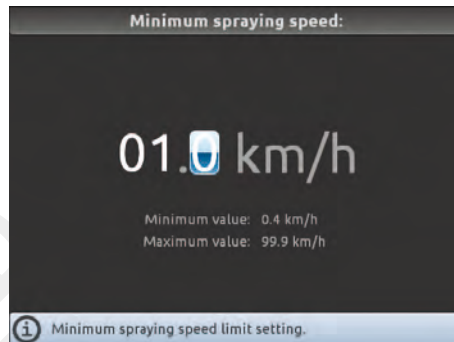 Minimum spraying speed:
01.0 km/h
Minimum value: 0.4 km/h
Maximum value: 99.9 km/h
Minimum spraying speed limit setting.